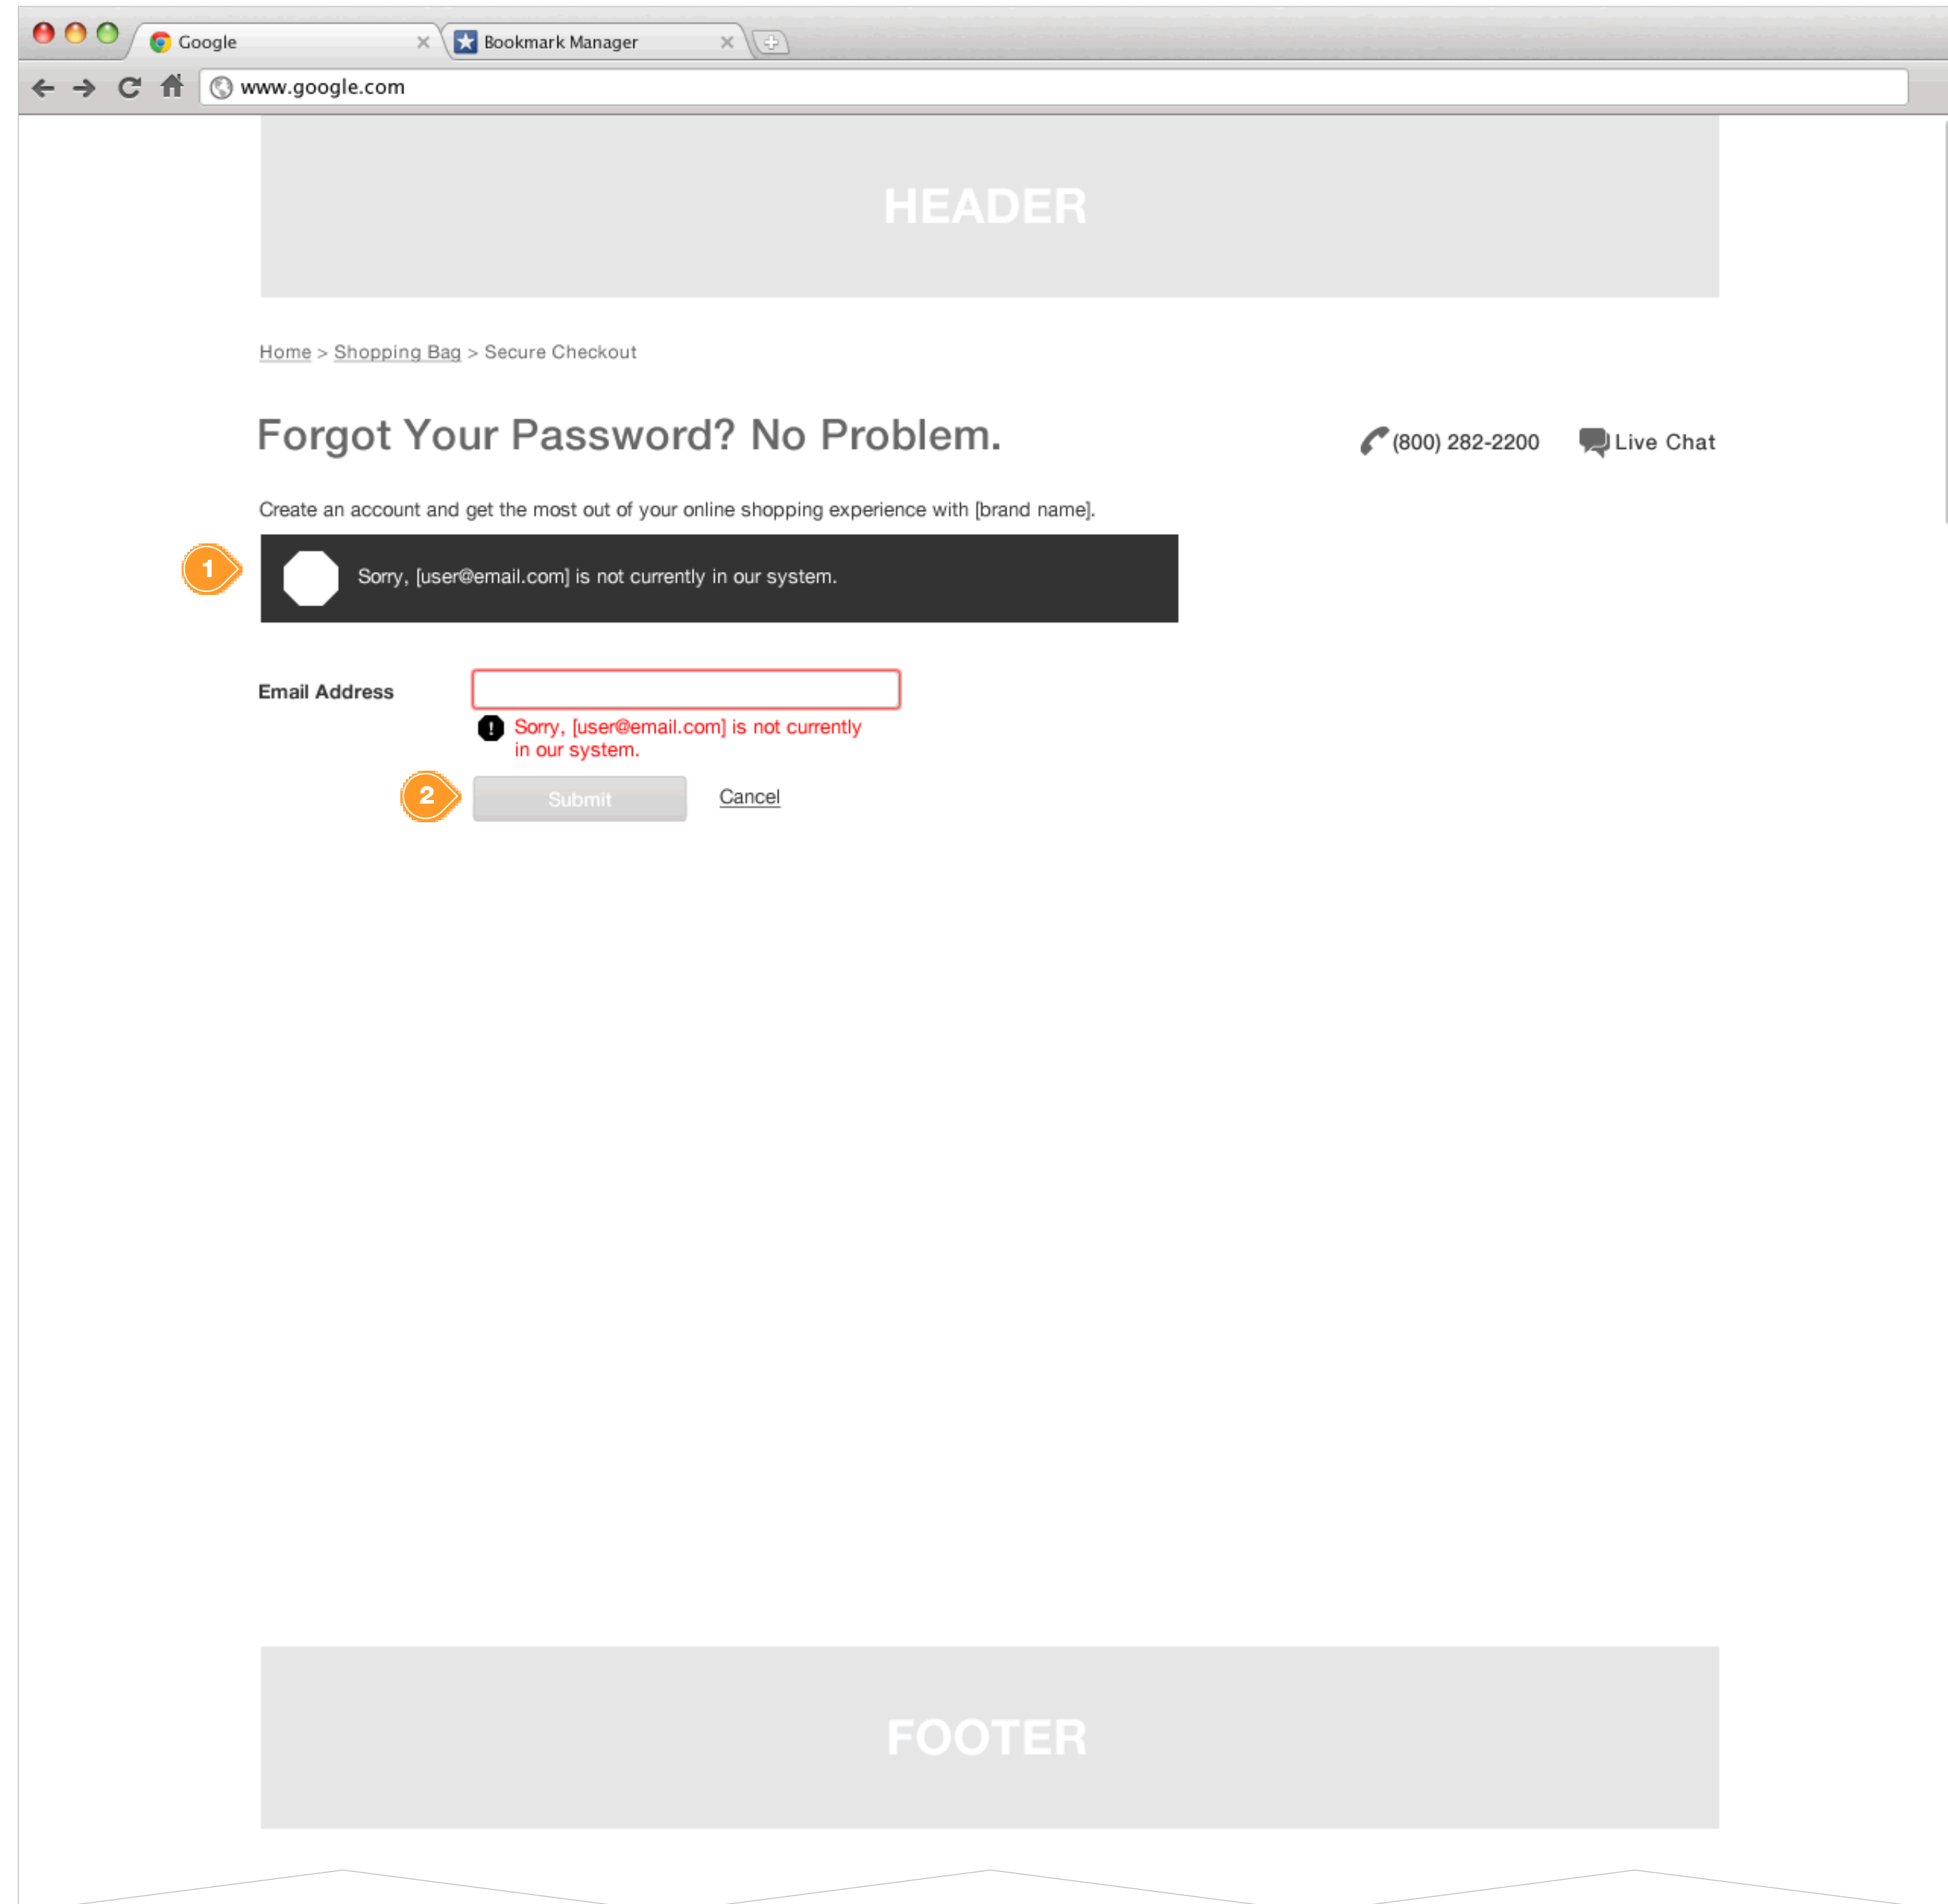 Google
Bookmark Manager
www.google.com
HEADER
Home > Shopping Bag > Secure Checkout
Forgot Your Password? No Problem.
(800) 282-2200
Live Chat
Create an account and get the most out of your online shopping experience with [brand name].
1
Sorry, [user@email.com] is not currently in our system.
Email Address
! Sorry, [user@email.com] is not currently
in our system.
2
Submit
Cancel
FOOTER